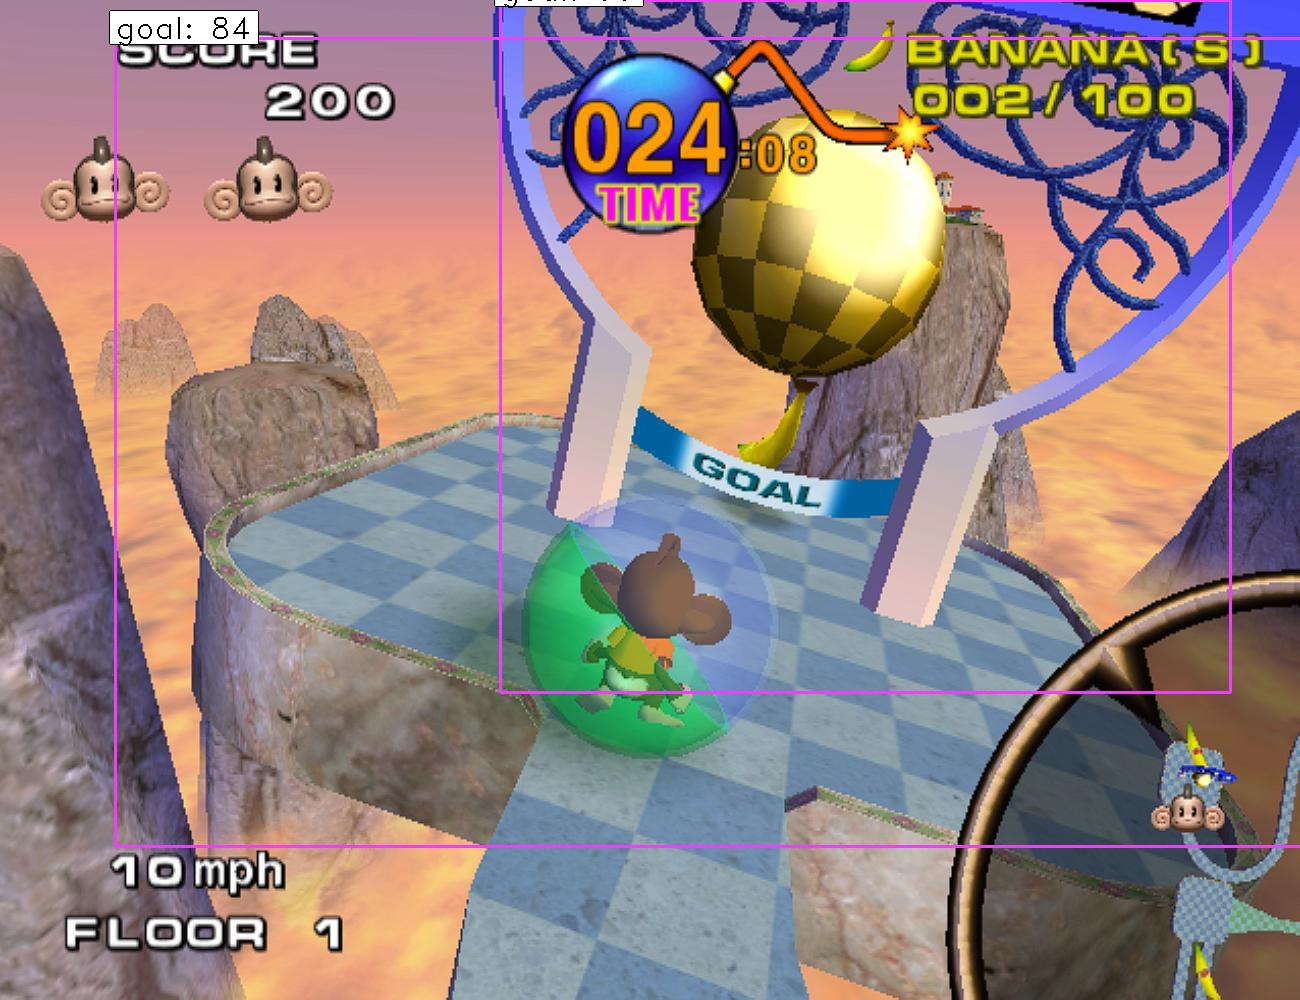 goal: 84
SCORE
200
024:08
TIME
BANANA(S)
002/100
GOAL
10mph
FLOOR 1